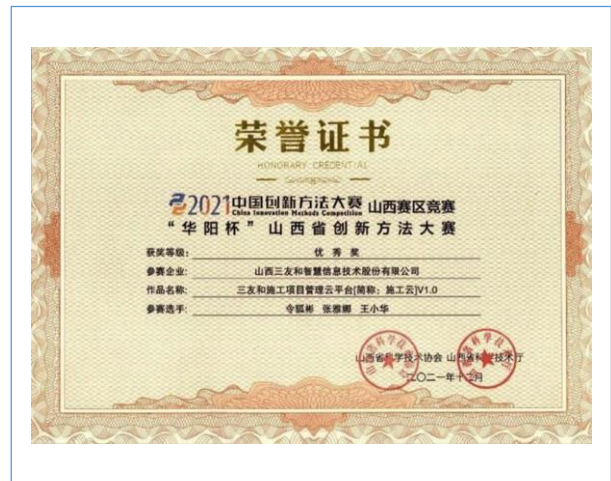 荣誉证书
HONORARY CREDENTIAL
2021中国创新方法大赛 山西赛区竞赛
China Innovation Methods Competition
“华阳杯”山西省创新方法大赛
获奖等级: 优秀奖
参赛企业: 山西三友和智慧信息技术股份有限公司
作品名称: 三友和施工项目管理云平台[简称:施工云]V1.0
参赛选手: 令狐彬 张雅娜 王小华
山西省科学技术协会 山西省科学技术厅
二〇二一年十二月